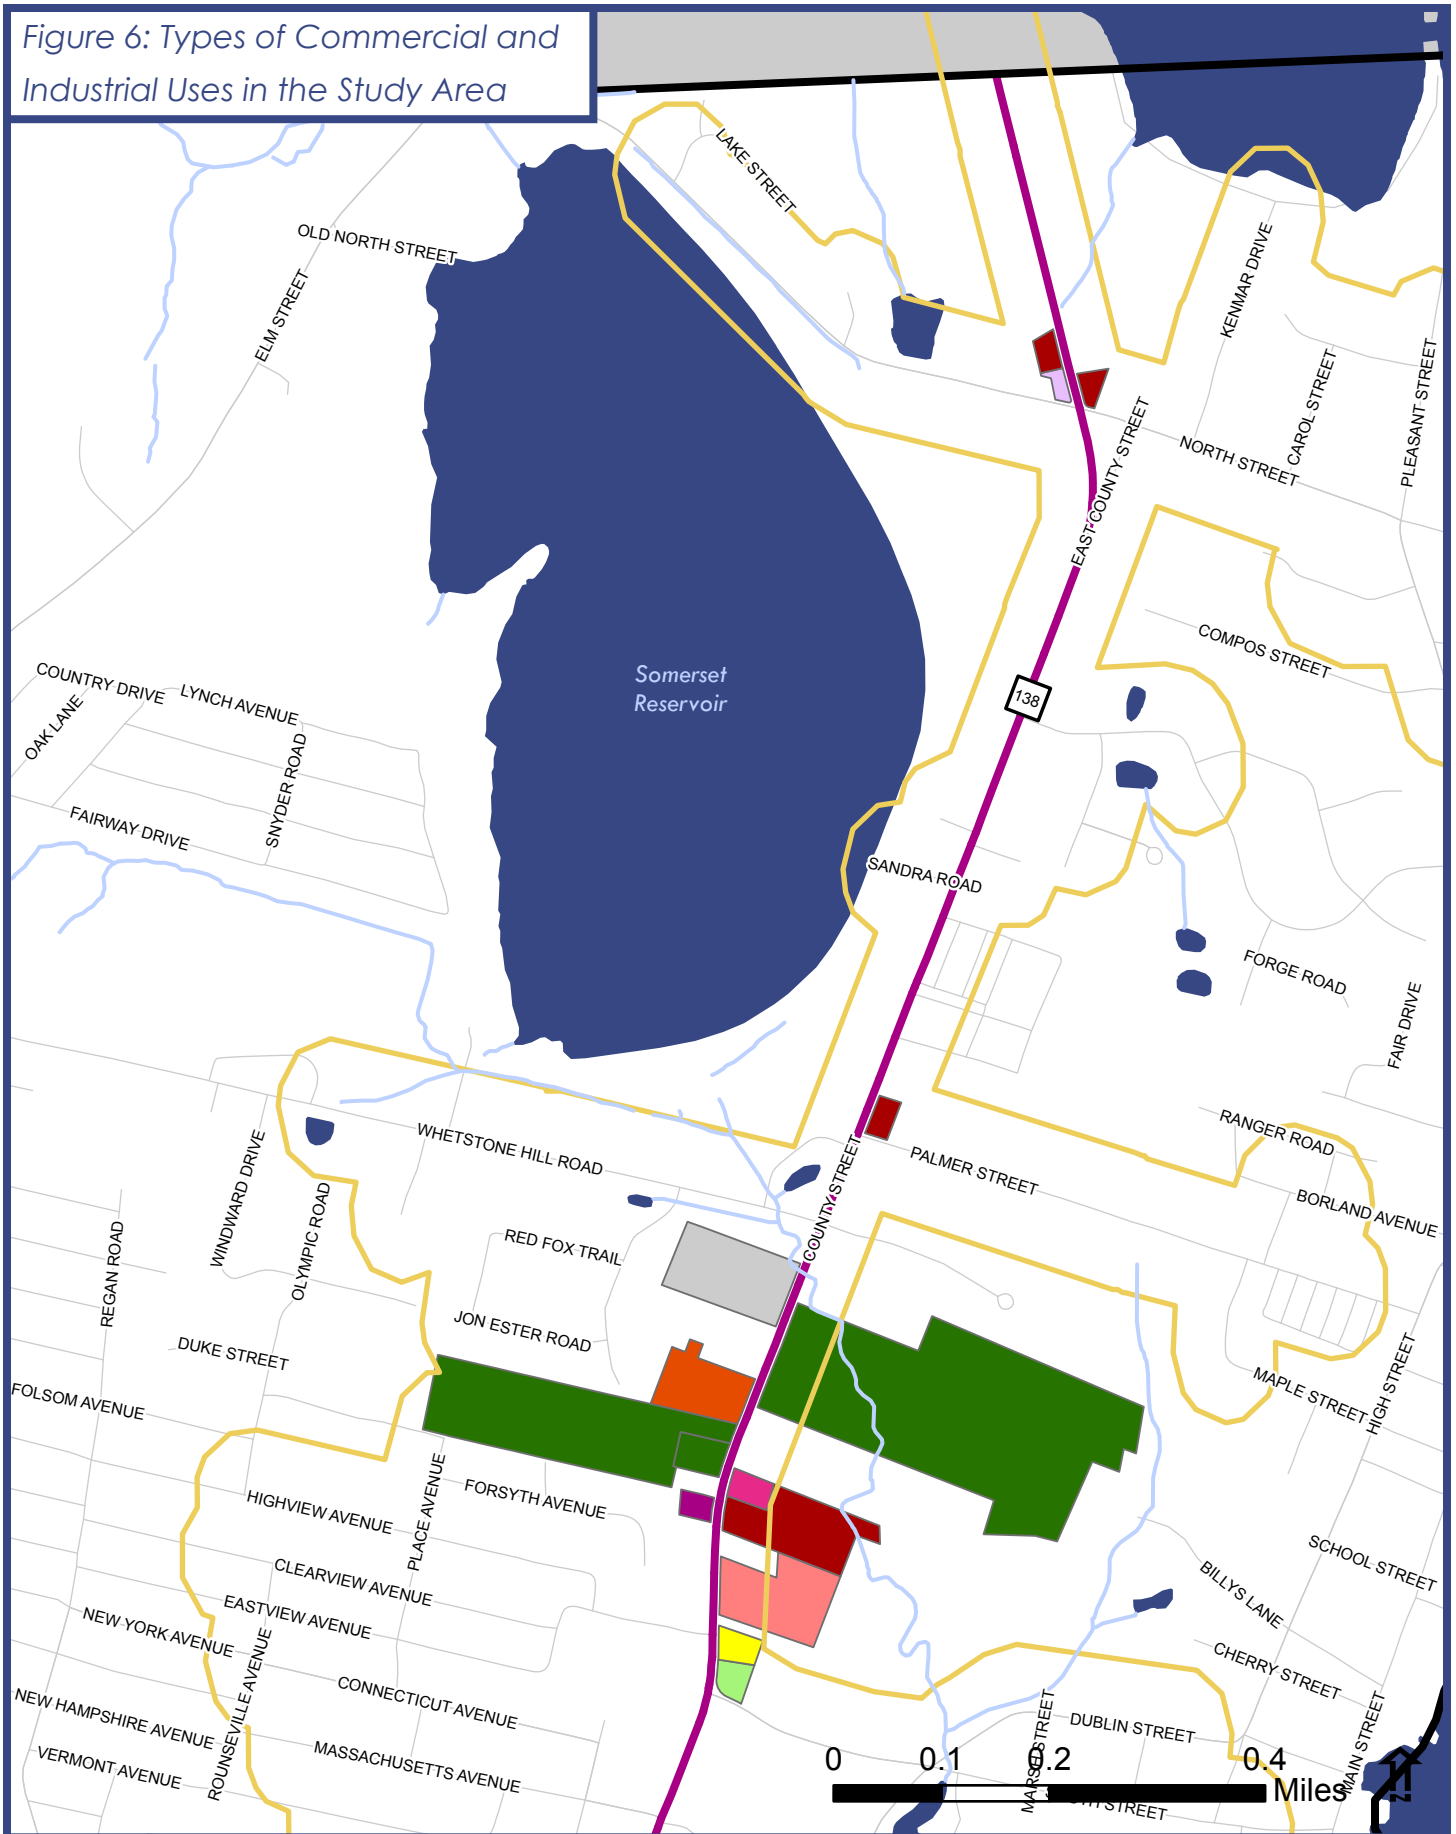 Figure 6: Types of Commercial and
Industrial Uses in the Study Area
LAKE STREET
OLD NORTH STREET
ELM STREET
KENMAR DRIVE
CAROL STREET
PLEASANT STREET
EAST COUNTY STREET
NORTH STREET
COMPOS STREET
Somerset
Reservoir
138
COUNTRY DRIVE
LYNCH AVENUE
OAK LANE
SNYDER ROAD
FAIRWAY DRIVE
SANDRA ROAD
FORGE ROAD
FAIR DRIVE
RANGER ROAD
WHETSTONE HILL ROAD
PALMER STREET
COUNTY STREET
BORLAND AVENUE
WINDWARD DRIVE
OLYMPIC ROAD
REGAN ROAD
RED FOX TRAIL
JON ESTER ROAD
DUKE STREET
FOLSOM AVENUE
MAPLE STREET
HIGH STREET
PLACE AVENUE
FORSYTH AVENUE
HIGHVIEW AVENUE
CLEARVIEW AVENUE
EASTVIEW AVENUE
NEW YORK AVENUE
ROUNSEVILLE AVENUE
SCHOOL STREET
BILLYS LANE
CHERRY STREET
CONNECTICUT AVENUE
NEW HAMPSHIRE AVENUE
VERMONT AVENUE
MASSACHUSETTS AVENUE
DUBLIN STREET
MARSH STREET
MAIN STREET
0 0.1 0.2 0.4
Miles
STREET